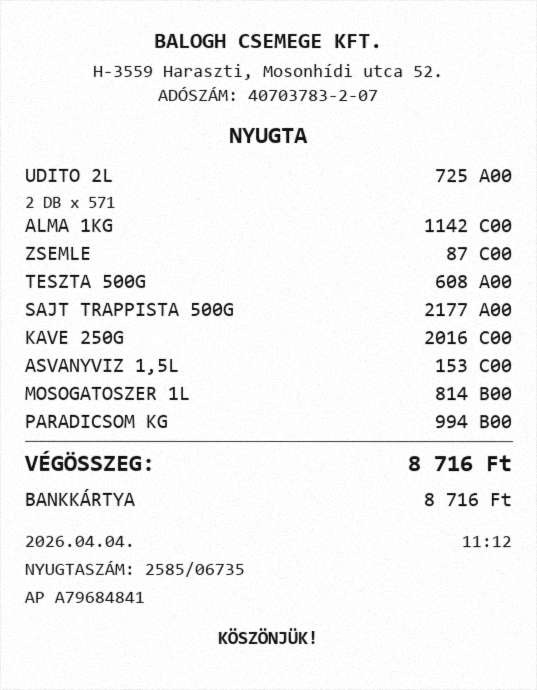 BALOGH CSEMEGE KFT.
H-3559 Haraszti, Mosonhídi utca 52.
ADÓSZÁM: 40703783-2-07
NYUGTA
UDITO 2L 725 A00
2 DB x 571
ALMA 1KG 1142 C00
ZSEMLE 87 C00
TESZTA 500G 608 A00
SAJT TRAPPISTA 500G 2177 A00
KAVE 250G 2016 C00
ASVANYVIZ 1,5L 153 C00
MOSOGATOSZER 1L 814 B00
PARADICSOM KG 994 B00
VÉGÖSSZEG: 8 716 Ft
BANKKÁRTYA 8 716 Ft
2026.04.04. 11:12
NYUGTASZÁM: 2585/06735
AP A79684841
KÖSZÖNJÜK!